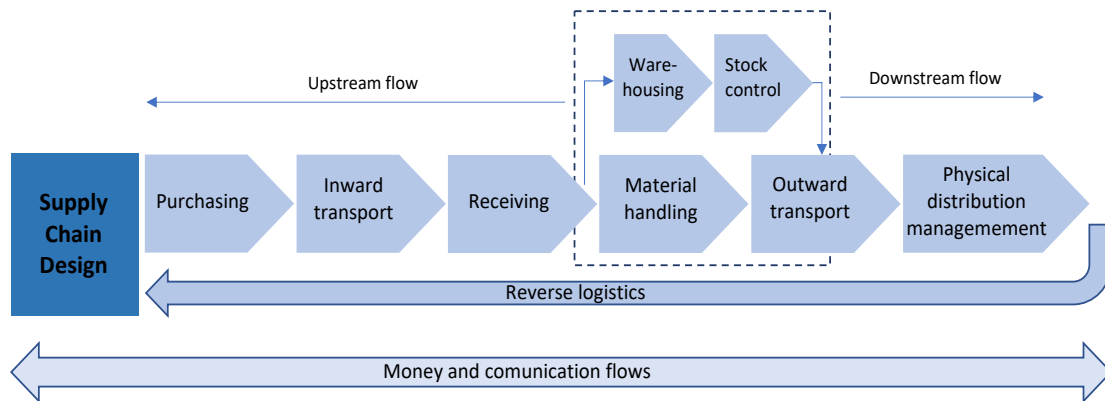 Ware-
housing
Stock
control
Upstream flow
Downstream flow
Supply
Chain
Design
Purchasing
Inward
transport
Receiving
Material
handling
Outward
transport
Physical
distribution
managemement
Reverse logistics
Money and comunication flows